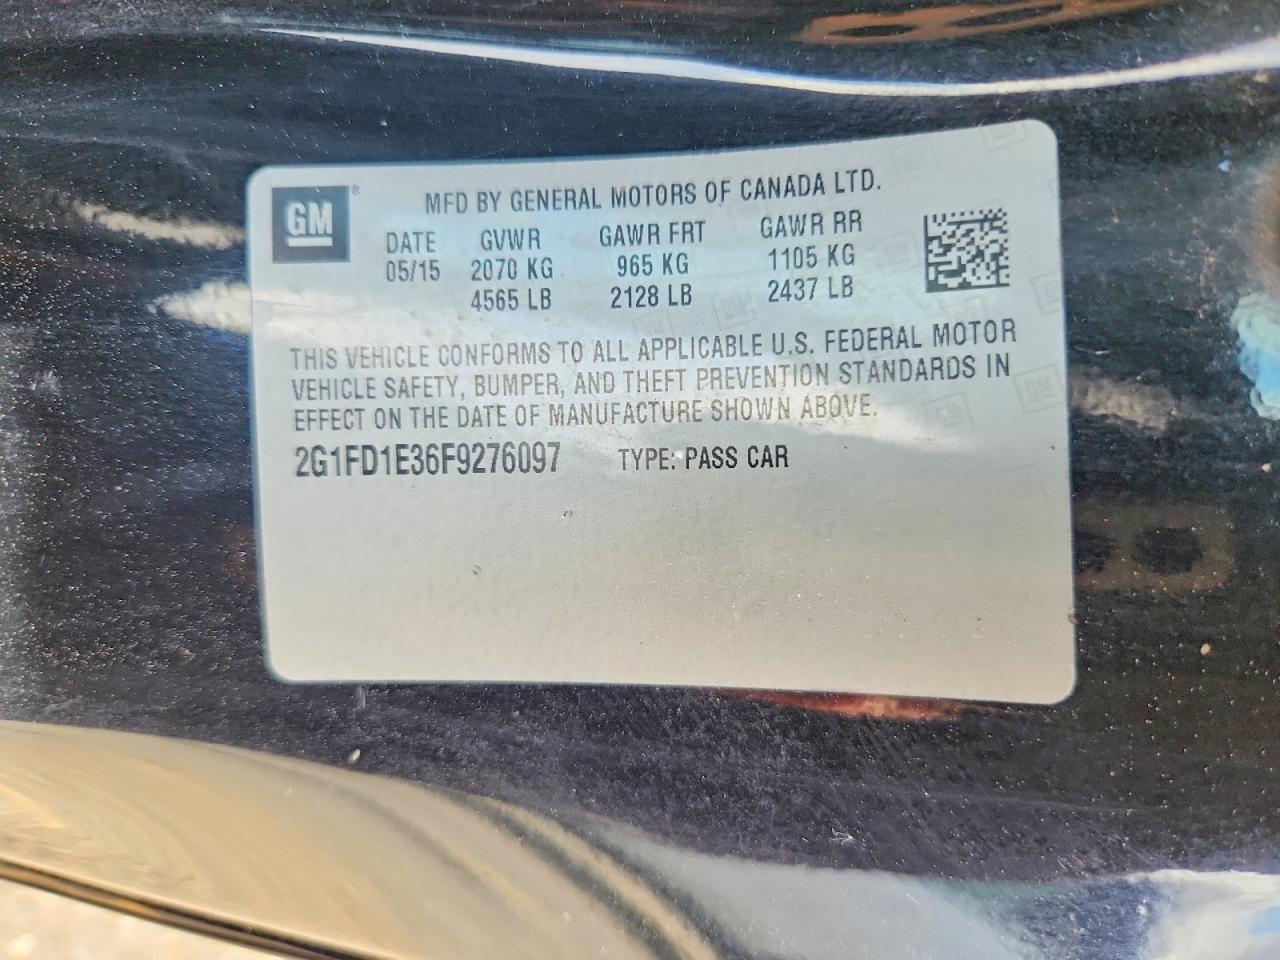 GM®
MFD BY GENERAL MOTORS OF CANADA LTD.
DATE GVWR GAWR FRT GAWR RR
05/15 2070 KG 965 KG 1105 KG
4565 LB 2128 LB 2437 LB
THIS VEHICLE CONFORMS TO ALL APPLICABLE U.S. FEDERAL MOTOR
VEHICLE SAFETY, BUMPER, AND THEFT PREVENTION STANDARDS IN
EFFECT ON THE DATE OF MANUFACTURE SHOWN ABOVE.
2G1FD1E36F9276097 TYPE: PASS CAR